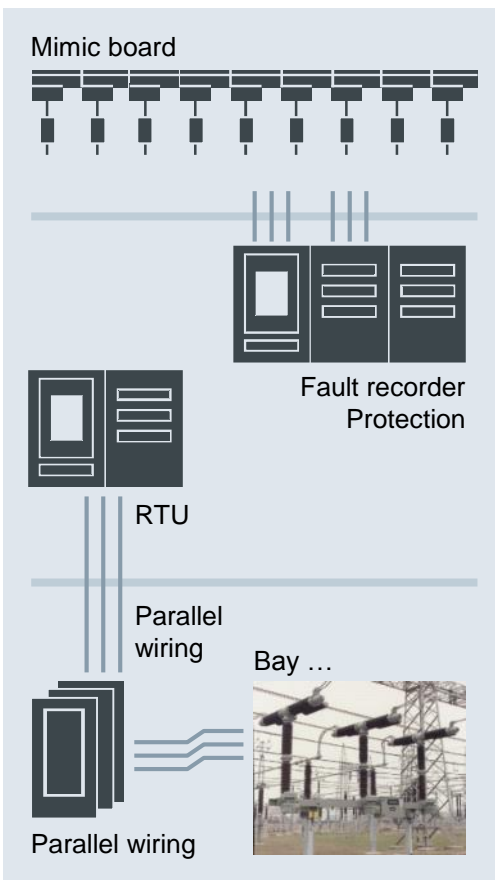 Mimic board
Fault recorder
Protection
RTU
Parallel
wiring
Bay …
Parallel wiring